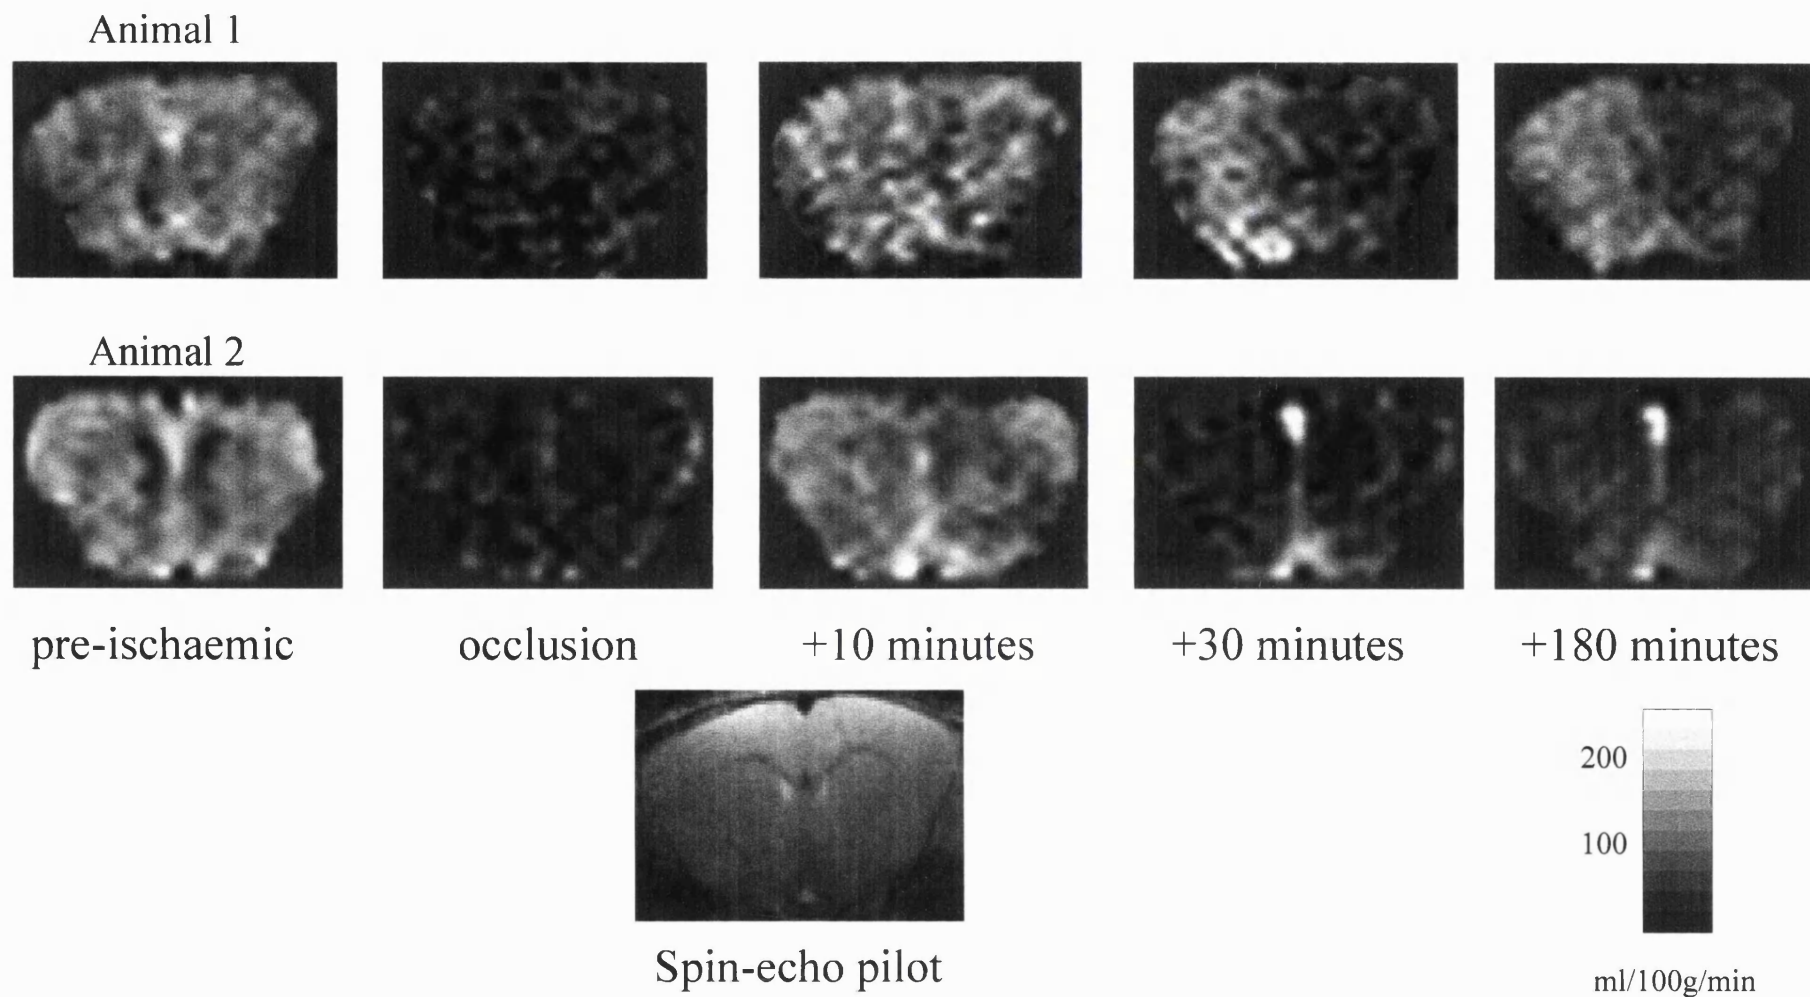 Animal 1
Animal 2
pre-ischaemic
occlusion
+10 minutes
+30 minutes
+180 minutes
Spin-echo pilot
200
100
ml/100g/min